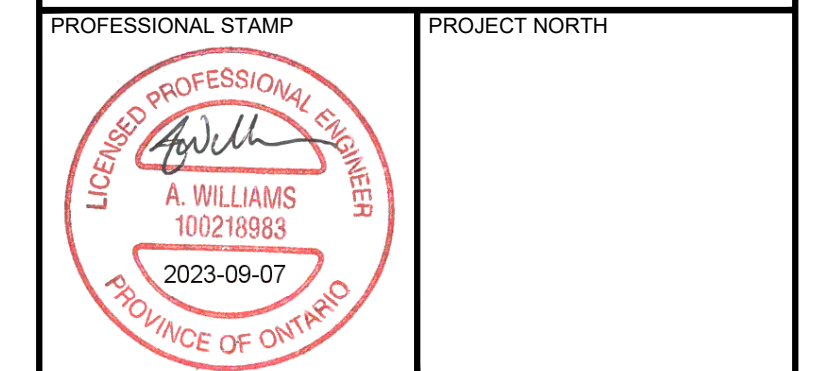 PROFESSIONAL STAMP
PROJECT NORTH
LICENSED PROFESSIONAL ENGINEER
A. WILLIAMS
100218983
2023-09-07
PROVINCE OF ONTARIO